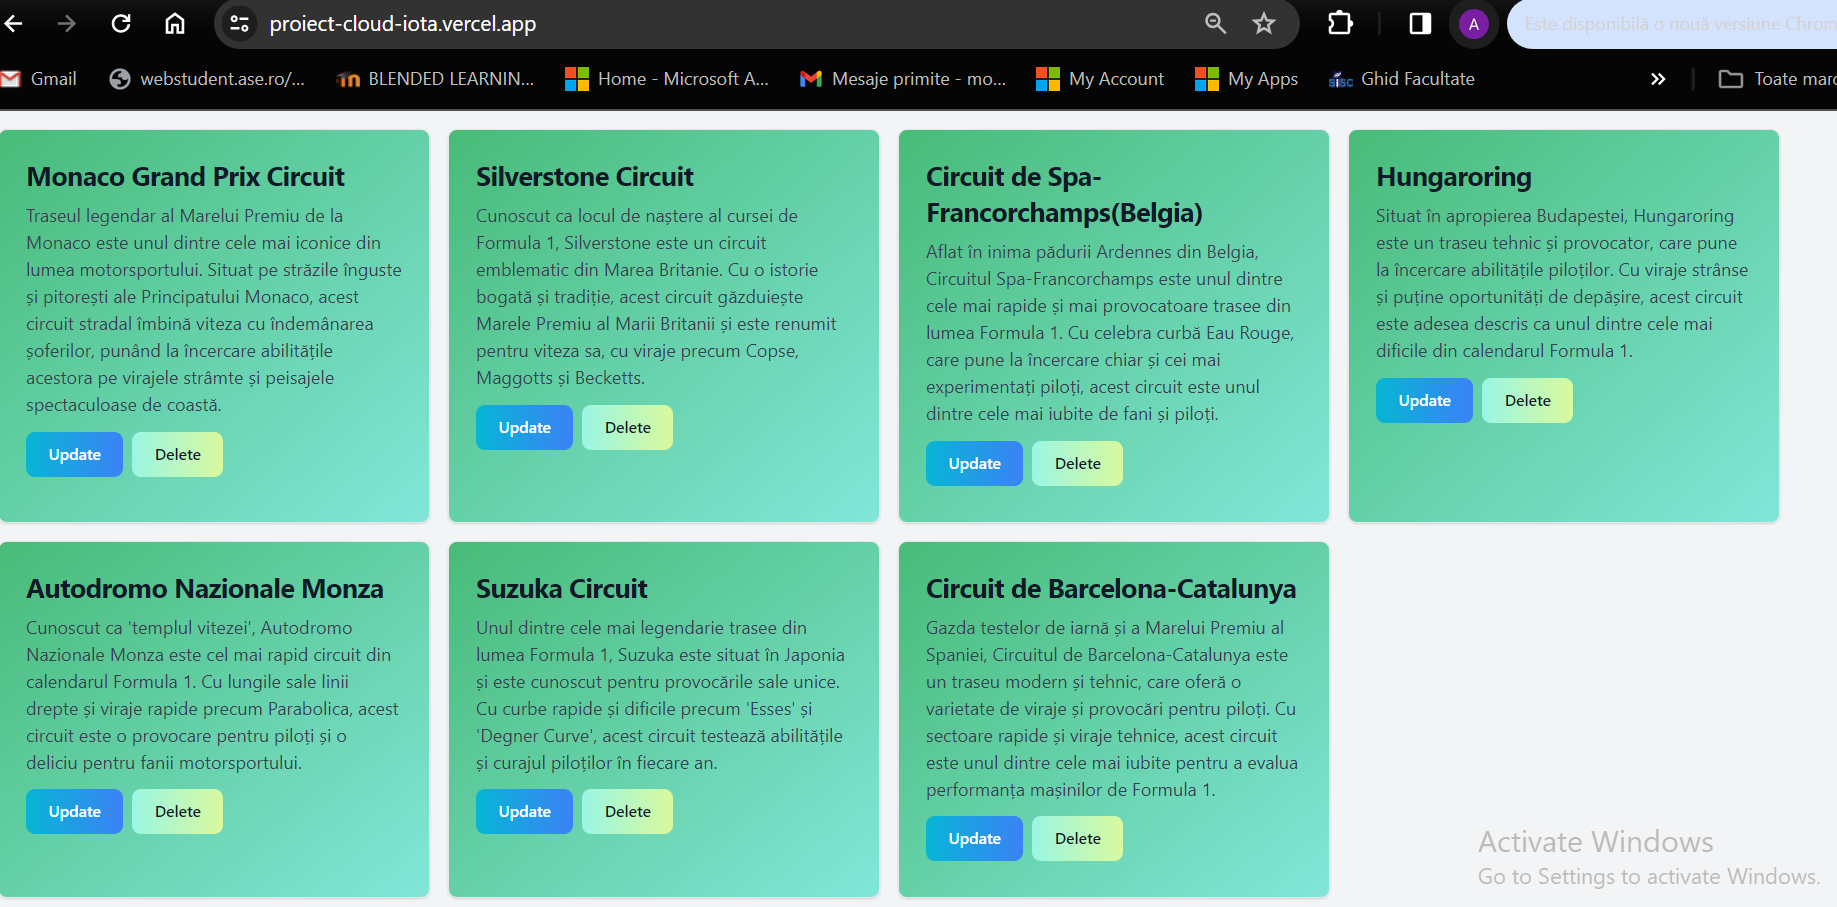 proiect-cloud-iota.vercel.app
A
Este disponibilă o nouă versiune Chrom
Gmail
webstudent.ase.ro/...
BLENDED LEARNIN...
Home - Microsoft A...
Mesaje primite - mo...
My Account
My Apps
SISC
Ghid Facultate
Toate marc
Monaco Grand Prix Circuit
Traseul legendar al Marelui Premiu de la
Monaco este unul dintre cele mai iconice din
lumea motorsportului. Situat pe străzile înguste
și pitorești ale Principatului Monaco, acest
circuit stradal îmbină viteza cu îndemânarea
șoferilor, punând la încercare abilitățile
acestora pe virajele strâmte și peisajele
spectaculoase de coastă.
Update
Delete
Silverstone Circuit
Cunoscut ca locul de naștere al cursei de
Formula 1, Silverstone este un circuit
emblematic din Marea Britanie. Cu o istorie
bogată și tradiție, acest circuit găzduiește
Marele Premiu al Marii Britanii și este renumit
pentru viteza sa, cu viraje precum Copse,
Maggotts și Becketts.
Update
Delete
Circuit de Spa-
Francorchamps(Belgia)
Aflat în inima pădurii Ardennes din Belgia,
Circuitul Spa-Francorchamps este unul dintre
cele mai rapide și mai provocatoare trasee din
lumea Formula 1. Cu celebra curbă Eau Rouge,
care pune la încercare chiar și cei mai
experimentați piloți, acest circuit este unul
dintre cele mai iubite de fani și piloți.
Update
Delete
Hungaroring
Situat în apropierea Budapestei, Hungaroring
este un traseu tehnic și provocator, care pune
la încercare abilitățile piloților. Cu viraje strânse
și puține oportunități de depășire, acest circuit
este adesea descris ca unul dintre cele mai
dificile din calendarul Formula 1.
Update
Delete
Autodromo Nazionale Monza
Cunoscut ca 'templul vitezei', Autodromo
Nazionale Monza este cel mai rapid circuit din
calendarul Formula 1. Cu lungile sale linii
drepte și viraje rapide precum Parabolica, acest
circuit este o provocare pentru piloți și o
deliciu pentru fanii motorsportului.
Update
Delete
Suzuka Circuit
Unul dintre cele mai legendarie trasee din
lumea Formula 1, Suzuka este situat în Japonia
și este cunoscut pentru provocările sale unice.
Cu curbe rapide și dificile precum 'Esses' și
'Degner Curve', acest circuit testează abilitățile
și curajul piloților în fiecare an.
Update
Delete
Circuit de Barcelona-Catalunya
Gazda testelor de iarnă și a Marelui Premiu al
Spaniei, Circuitul de Barcelona-Catalunya este
un traseu modern și tehnic, care oferă o
varietate de viraje și provocări pentru piloți. Cu
sectoare rapide și viraje tehnice, acest circuit
este unul dintre cele mai iubite pentru a evalua
performanța mașinilor de Formula 1.
Update
Delete
Activate Windows
Go to Settings to activate Windows.